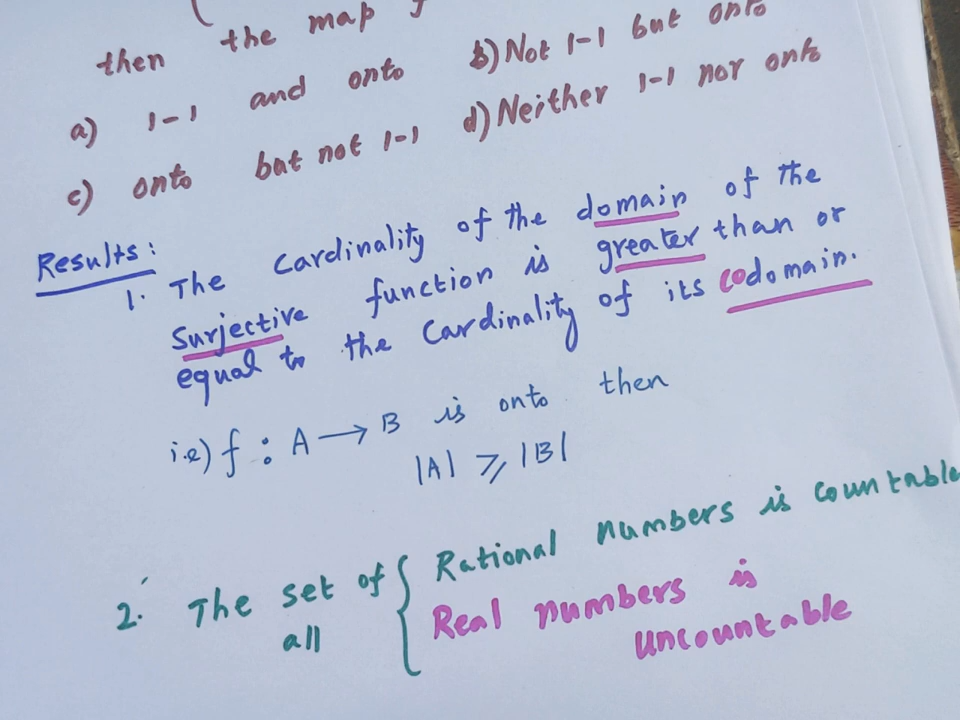 then the map f
a) 1-1 and onto b) Not 1-1 but onto
c) onto but not 1-1 d) Neither 1-1 nor onto
Results:
1. The cardinality of the domain of the
surjective function is greater than or
equal to the cardinality of its codomain.
i.e) f : A → B is onto then
|A| ⩾ |B|
2. The set of { Rational numbers is countable
all Real numbers is
uncountable